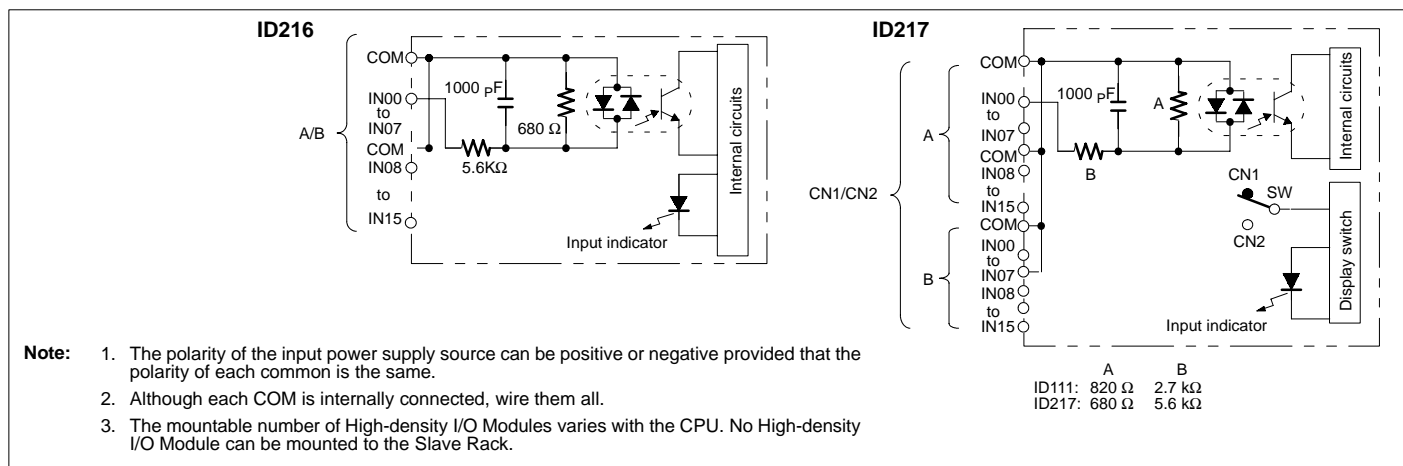 ID216
A/B
COM
IN00
to
IN07
COM
IN08
to
IN15
1000 PF
680 Ω
5.6KΩ
Internal circuits
Input indicator
ID217
CN1/CN2
A
B
COM
IN00
to
IN07
COM
IN08
to
IN15
COM
IN00
to
IN07
IN08
to
IN15
1000 PF
A
B
Internal circuits
CN1
SW
CN2
Display switch
Input indicator
A B
ID111: 820 Ω 2.7 kΩ
ID217: 680 Ω 5.6 kΩ
Note: 1. The polarity of the input power supply source can be positive or negative provided that the
polarity of each common is the same.
2. Although each COM is internally connected, wire them all.
3. The mountable number of High-density I/O Modules varies with the CPU. No High-density
I/O Module can be mounted to the Slave Rack.